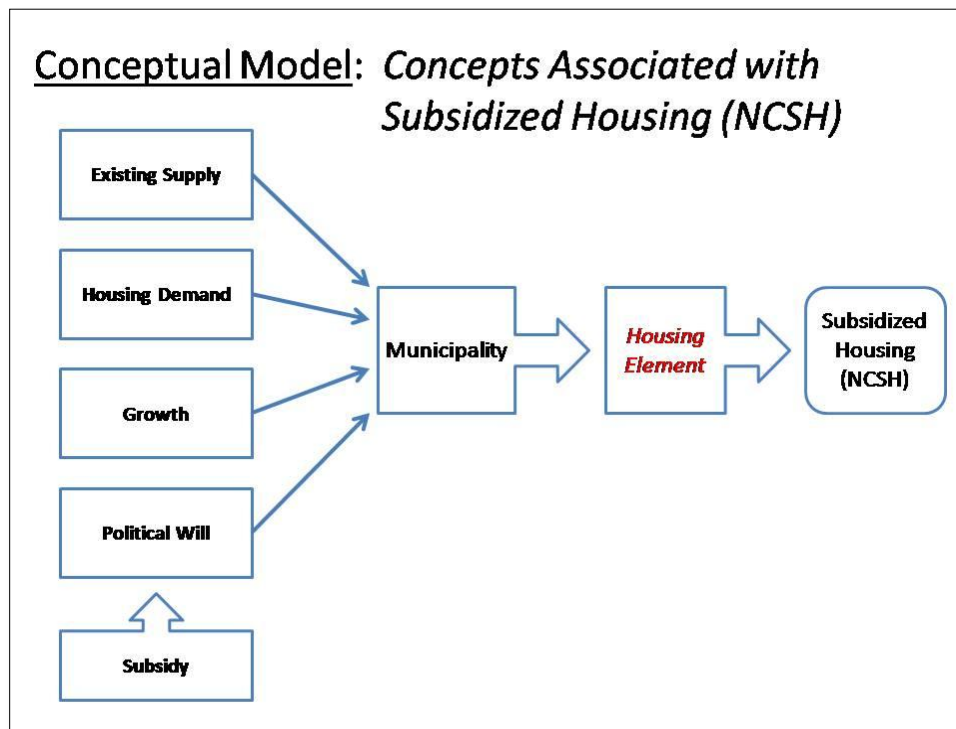 Conceptual Model: Concepts Associated with
Subsidized Housing (NCSH)
Existing Supply
Housing Demand
Growth
Political Will
Subsidy
Municipality
Housing
Element
Subsidized
Housing
(NCSH)